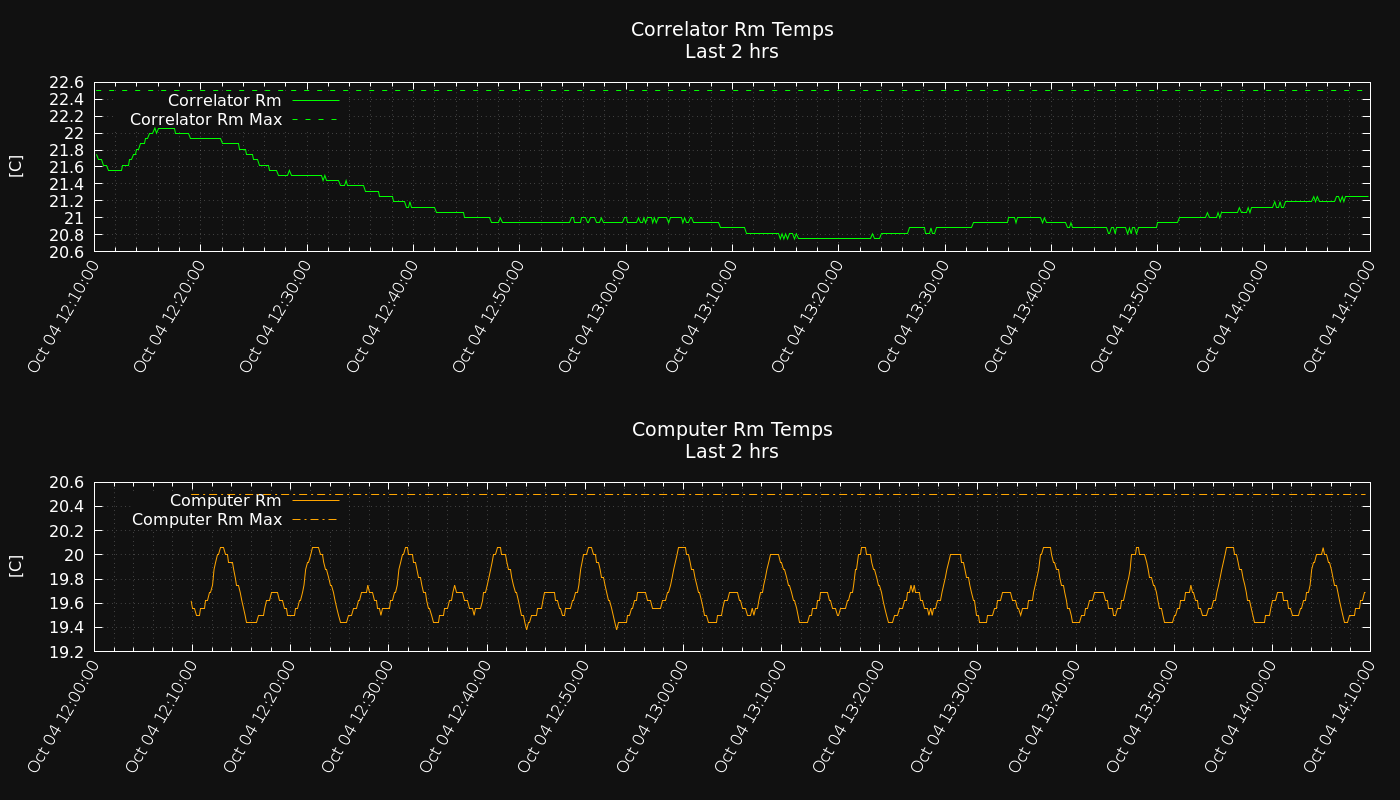 Correlator Rm Temps
Last 2 hrs
22.6
22.4
22.2
22
21.8
21.6
21.4
21.2
21
20.8
20.6
[C]
Correlator Rm
Correlator Rm Max
Oct 04 12:10:00
Oct 04 12:20:00
Oct 04 12:30:00
Oct 04 12:40:00
Oct 04 12:50:00
Oct 04 13:00:00
Oct 04 13:10:00
Oct 04 13:20:00
Oct 04 13:30:00
Oct 04 13:40:00
Oct 04 13:50:00
Oct 04 14:00:00
Oct 04 14:10:00
Computer Rm Temps
Last 2 hrs
20.6
20.4
20.2
20
19.8
19.6
19.4
19.2
[C]
Computer Rm
Computer Rm Max
Oct 04 12:00:00
Oct 04 12:10:00
Oct 04 12:20:00
Oct 04 12:30:00
Oct 04 12:40:00
Oct 04 12:50:00
Oct 04 13:00:00
Oct 04 13:10:00
Oct 04 13:20:00
Oct 04 13:30:00
Oct 04 13:40:00
Oct 04 13:50:00
Oct 04 14:00:00
Oct 04 14:10:00